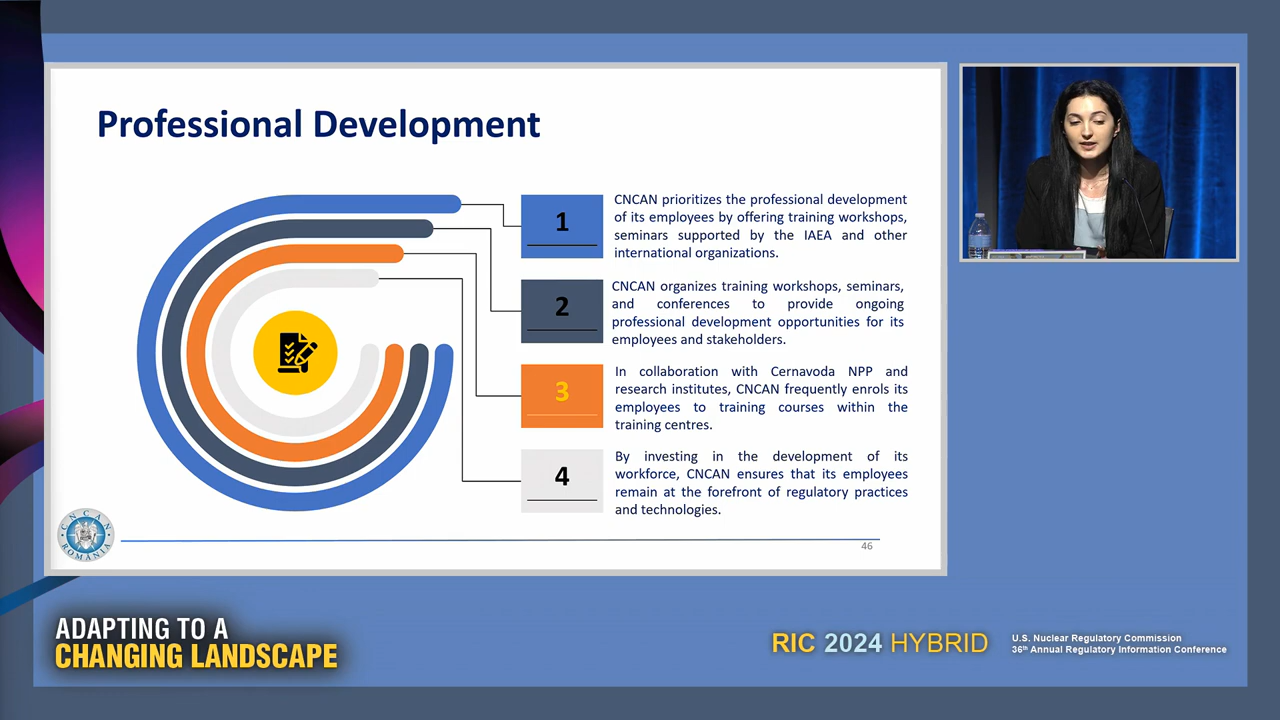 Professional Development
1
CNCAN prioritizes the professional development
of its employees by offering training workshops,
seminars supported by the IAEA and other
international organizations.
2
CNCAN organizes training workshops, seminars,
and conferences to provide ongoing
professional development opportunities for its
employees and stakeholders.
3
In collaboration with Cernavoda NPP and
research institutes, CNCAN frequently enrols its
employees to training courses within the
training centres.
4
By investing in the development of its
workforce, CNCAN ensures that its employees
remain at the forefront of regulatory practices
and technologies.
CNCAN
ROMÂNIA
46
ADAPTING TO A
CHANGING LANDSCAPE
RIC 2024 HYBRID
U.S. Nuclear Regulatory Commission
36th Annual Regulatory Information Conference